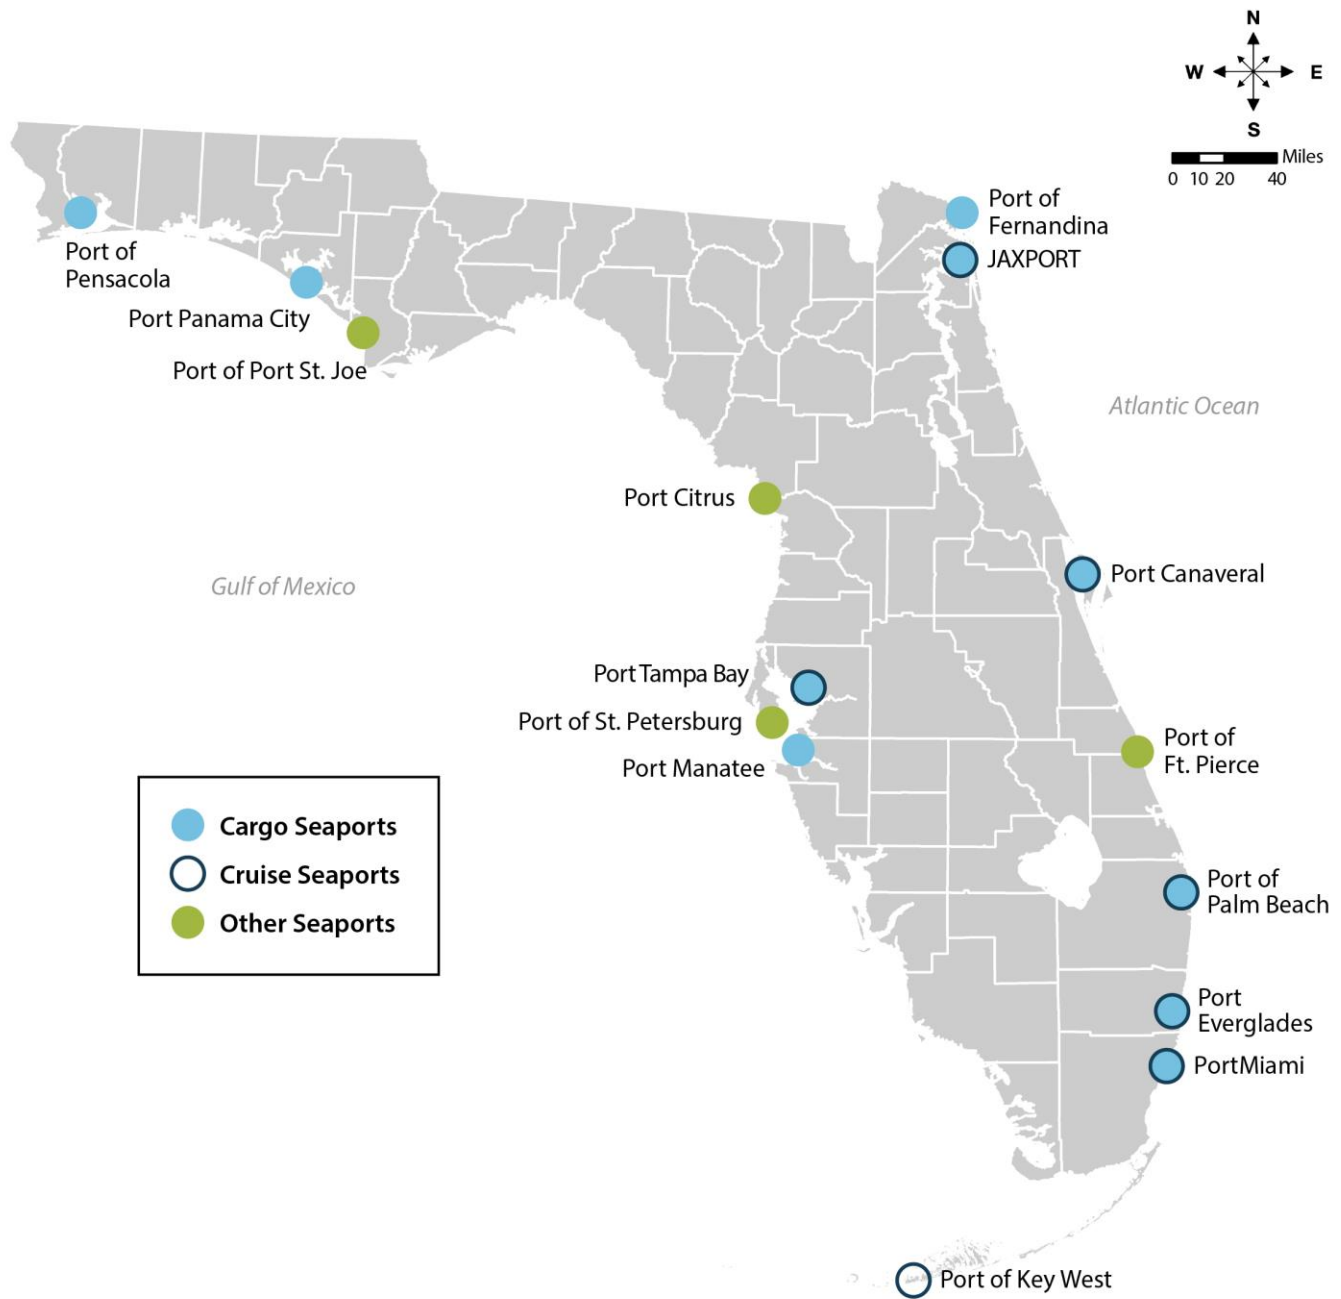 N
W E
S
Miles
0 10 20 40
Port of
Fernandina
JAXPORT
Port of
Pensacola
Port Panama City
Port of Port St. Joe
Atlantic Ocean
Port Citrus
Port Canaveral
Gulf of Mexico
Port Tampa Bay
Port of St. Petersburg
Port Manatee
Port of
Ft. Pierce
Cargo Seaports
Cruise Seaports
Other Seaports
Port of
Palm Beach
Port
Everglades
PortMiami
Port of Key West